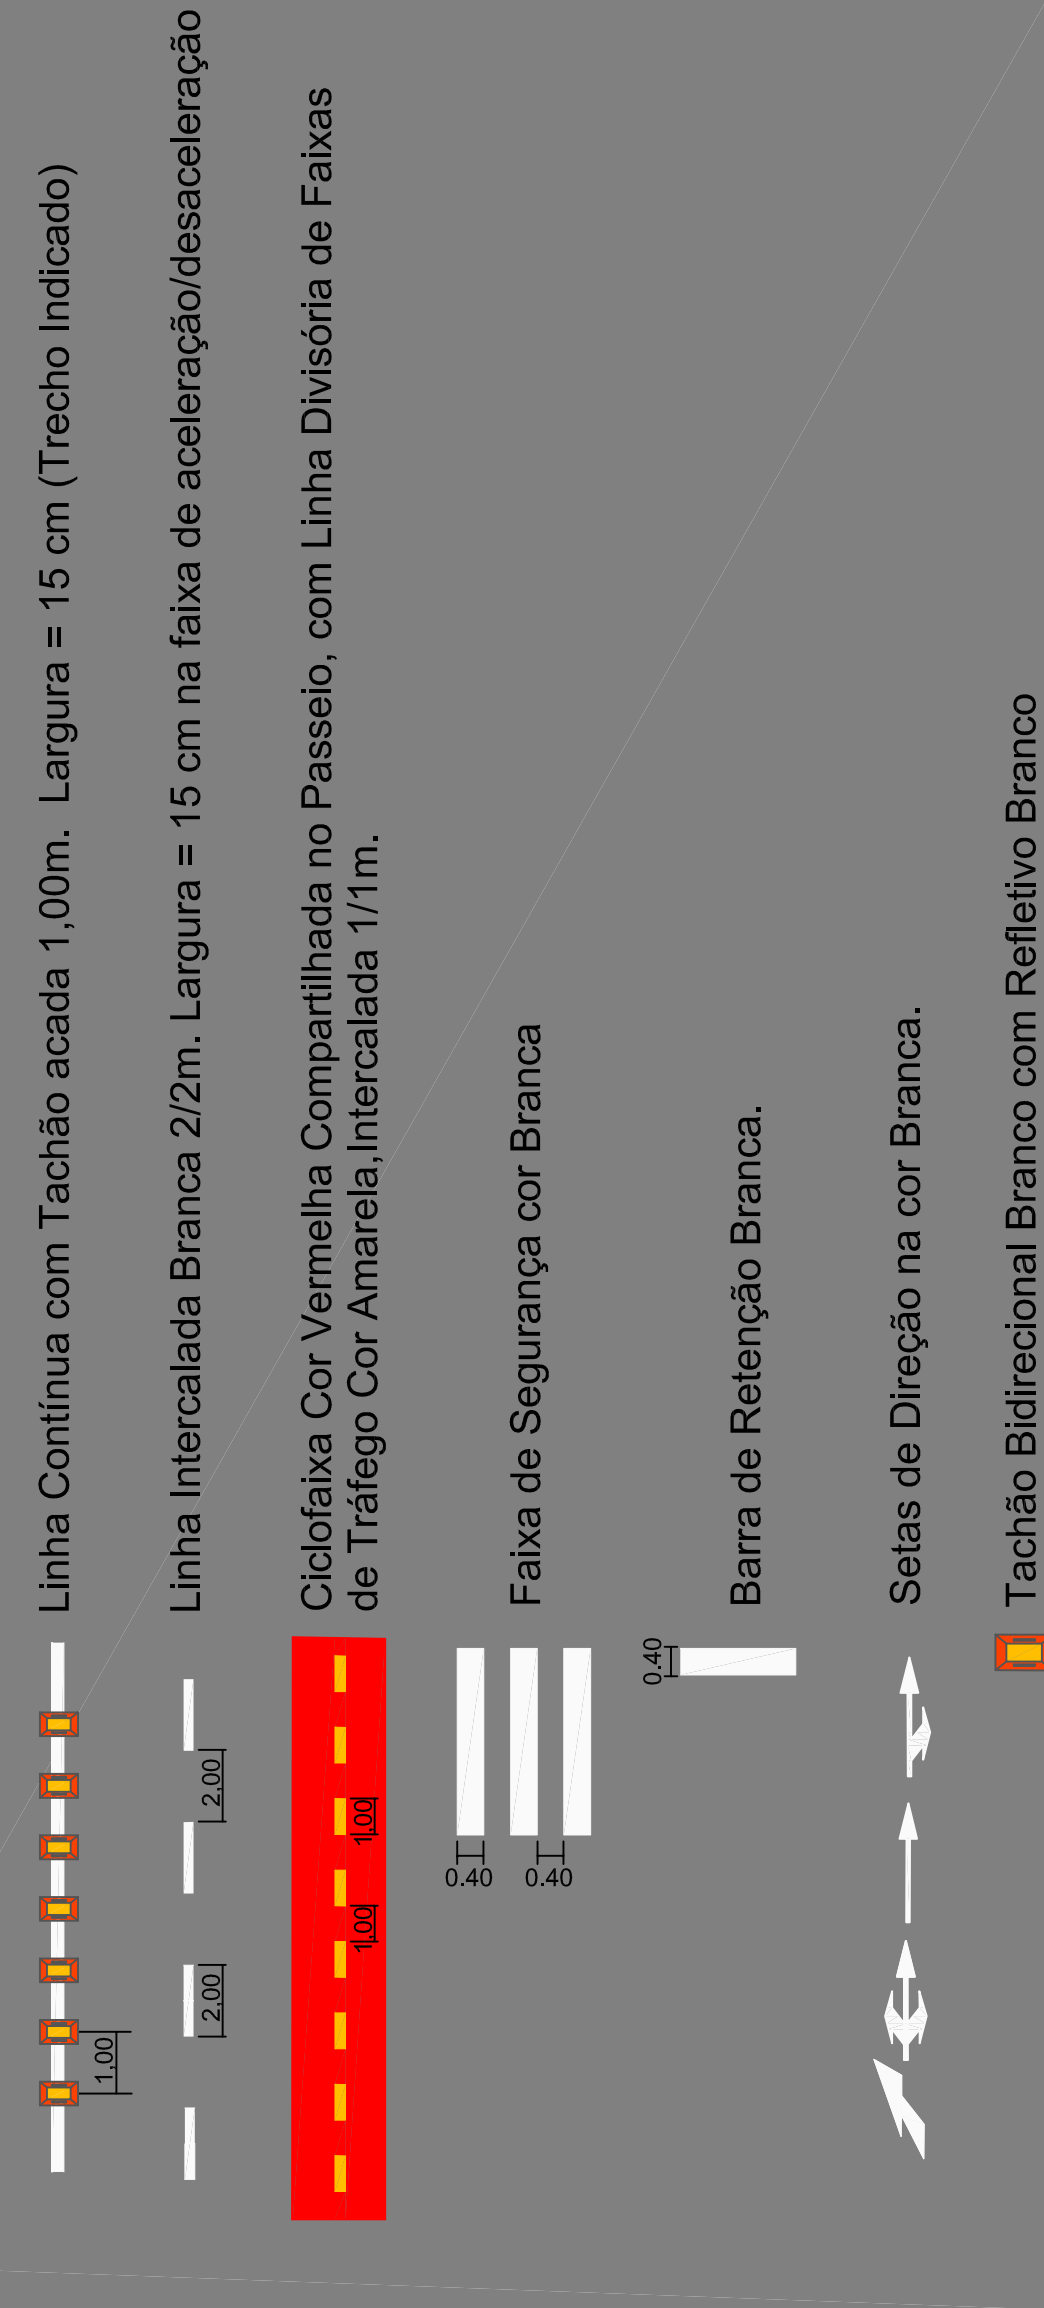 Linha Contínua com Tachão acada 1,00m. Largura = 15 cm (Trecho Indicado)
1,00
Linha Intercalada Branca 2/2m. Largura = 15 cm na faixa de aceleração/desaceleração
2,00
2,00
Ciclofaixa Cor Vermelha Compartilhada no Passeio, com Linha Divisória de Faixas
de Tráfego Cor Amarela,Intercalada 1/1m.
1,00
1,00
Faixa de Segurança cor Branca
0.40
0.40
Barra de Retenção Branca.
0.40
Setas de Direção na cor Branca.
Tachão Bidirecional Branco com Refletivo Branco